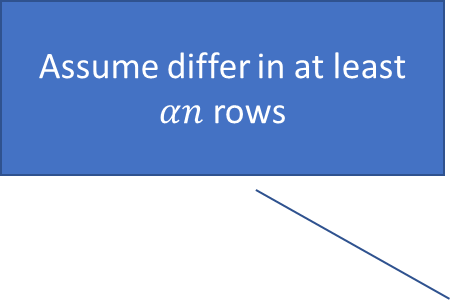 Assume differ in at least
𝛼𝑛 rows